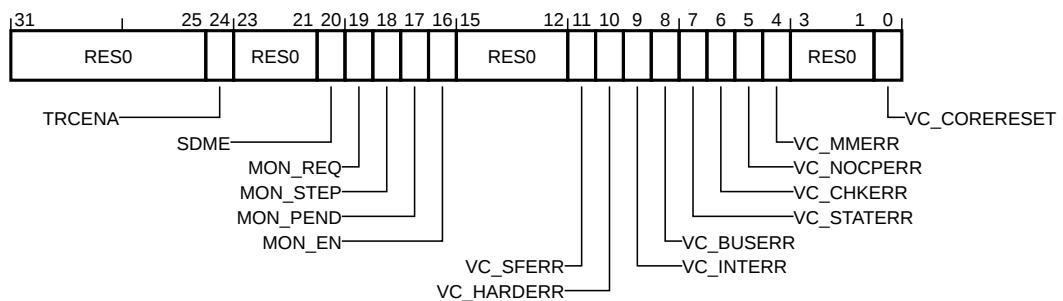 31 25 24 23 21 20 19 18 17 16 15 12 11 10 9 8 7 6 5 4 3 1 0
RES0 RES0 RES0 RES0
TRCENA VC_CORERESET
SDME VC_MMERR
MON_REQ VC_NOCPERR
MON_STEP VC_CHKERR
MON_PEND VC_STATERR
MON_EN VC_BUSERR
VC_SFERR VC_INTERR
VC_HARDERR